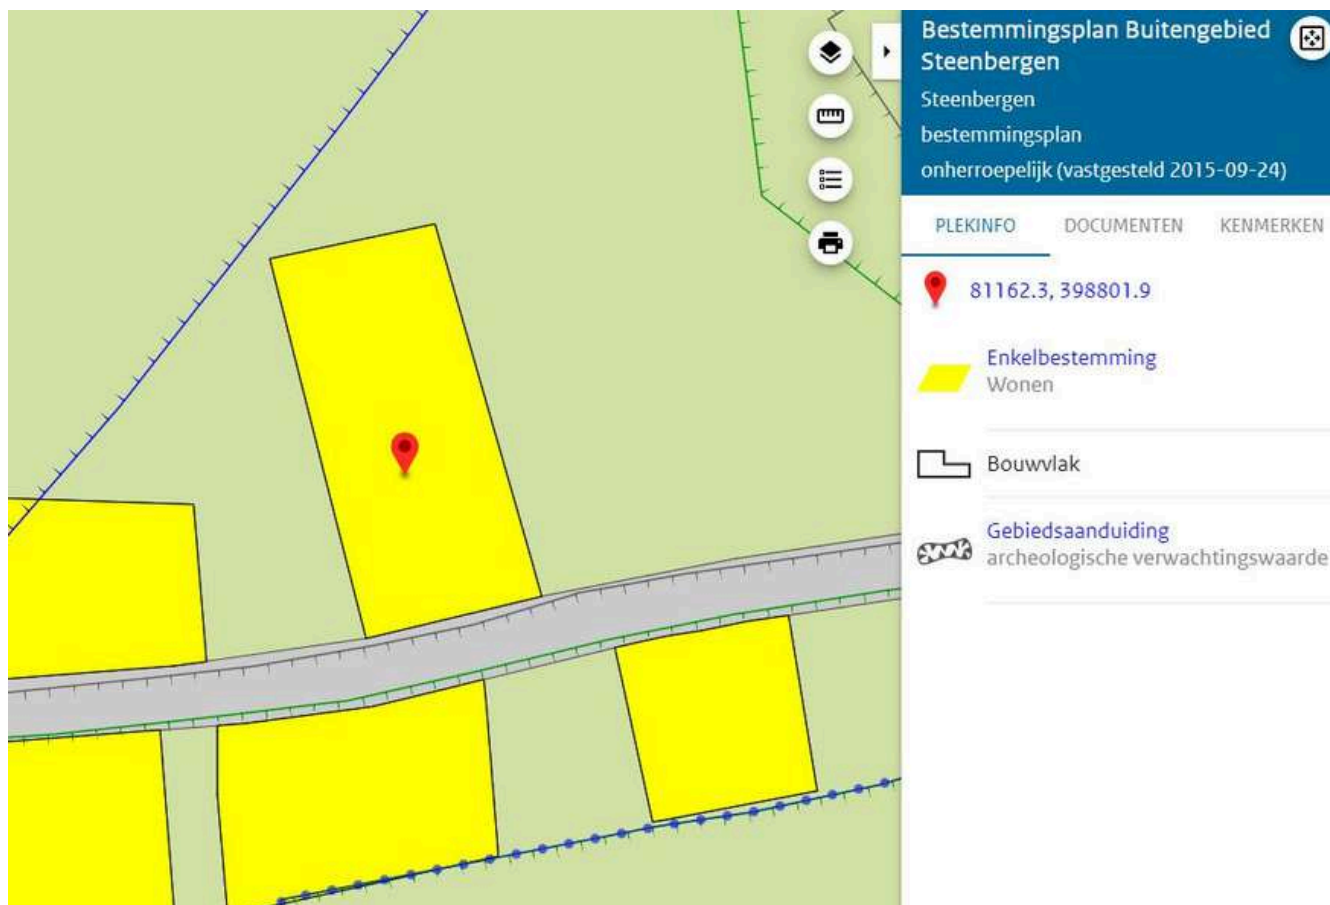 Bestemmingsplan Buitengebied
Steenbergen
Steenbergen
bestemmingsplan
onherroepelijk (vastgesteld 2015-09-24)
PLEKINFO DOCUMENTEN KENMERKEN
81162.3, 398801.9
Enkelbestemming
Wonen
Bouwvlak
Gebiedsaanduiding
archeologische verwachtingswaarde